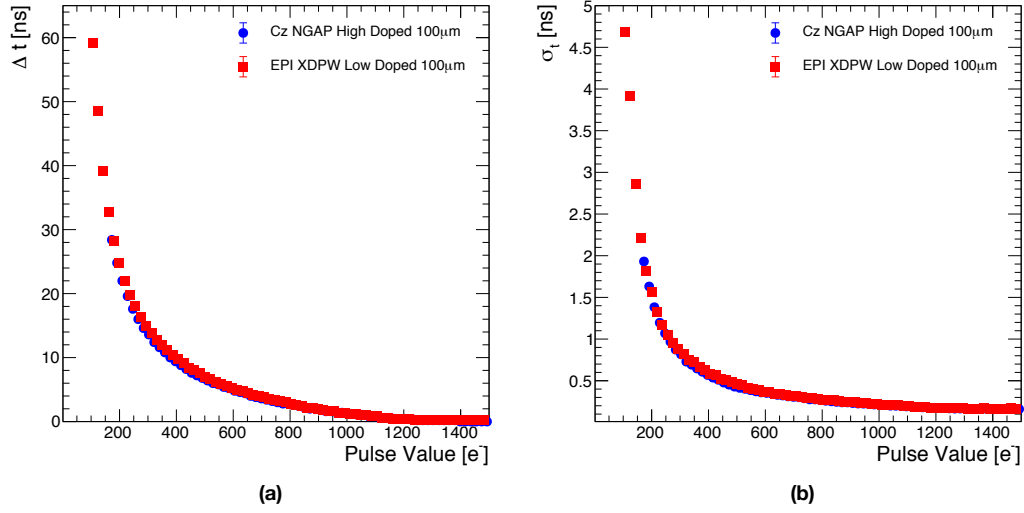 Δ t [ns]
60
50
40
30
20
10
0
Cz NGAP High Doped 100μm
EPI XDPW Low Doped 100μm
200 400 600 800 1000 1200 1400
Pulse Value [e⁻]
(a)
σₜ [ns]
5
4.5
4
3.5
3
2.5
2
1.5
1
0.5
Cz NGAP High Doped 100μm
EPI XDPW Low Doped 100μm
200 400 600 800 1000 1200 1400
Pulse Value [e⁻]
(b)